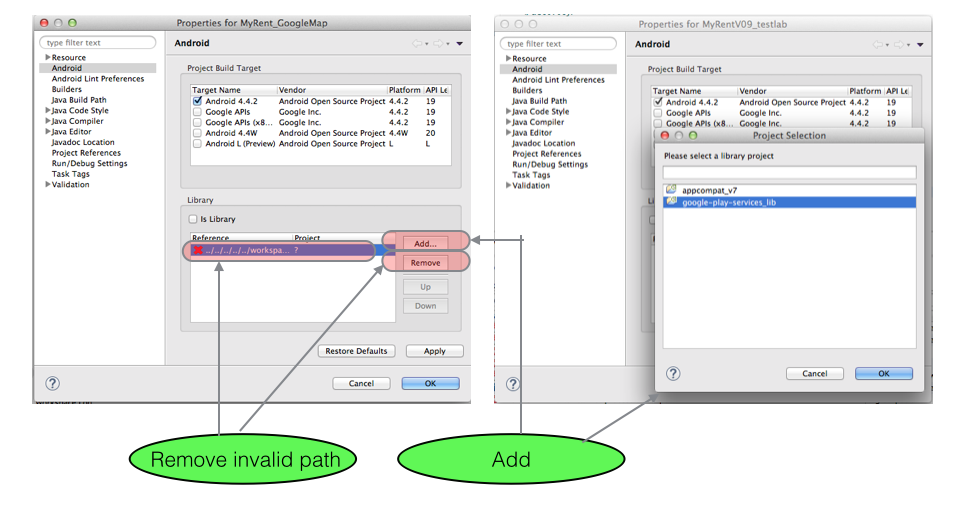 Properties for MyRent_GoogleMap
type filter text
Android
Resource
Android
Android Lint Preferences
Builders
Java Build Path
Java Code Style
Java Compiler
Java Editor
Javadoc Location
Project References
Run/Debug Settings
Task Tags
Validation
Project Build Target
Target Name Vendor Platform API Le
Android 4.4.2 Android Open Source Project 4.4.2 19
Google APIs Google Inc. 4.4.2 19
Google APIs (x8... Google Inc. 4.4.2 19
Android 4.4W Android Open Source Project 4.4W 20
Android L (Preview) Android Open Source Project L L
Library
Is Library
Reference Project
../../../../../workspa... ?
Add...
Remove
Up
Down
Restore Defaults Apply
? Cancel OK
Properties for MyRentV09_testlab
type filter text
Android
Resource
Android
Android Lint Preferences
Builders
Java Build Path
Java Code Style
Java Compiler
Java Editor
Javadoc Location
Project References
Run/Debug Settings
Task Tags
Validation
Project Build Target
Target Name Vendor Platform API Le
Android 4.4.2 Android Open Source Project 4.4.2 19
Google APIs Google Inc. 4.4.2 19
Google APIs (x8... Google Inc. 4.4.2 19
Project Selection
Please select a library project
appcompat_v7
google-play-services_lib
? Cancel OK
?
Remove invalid path
Add